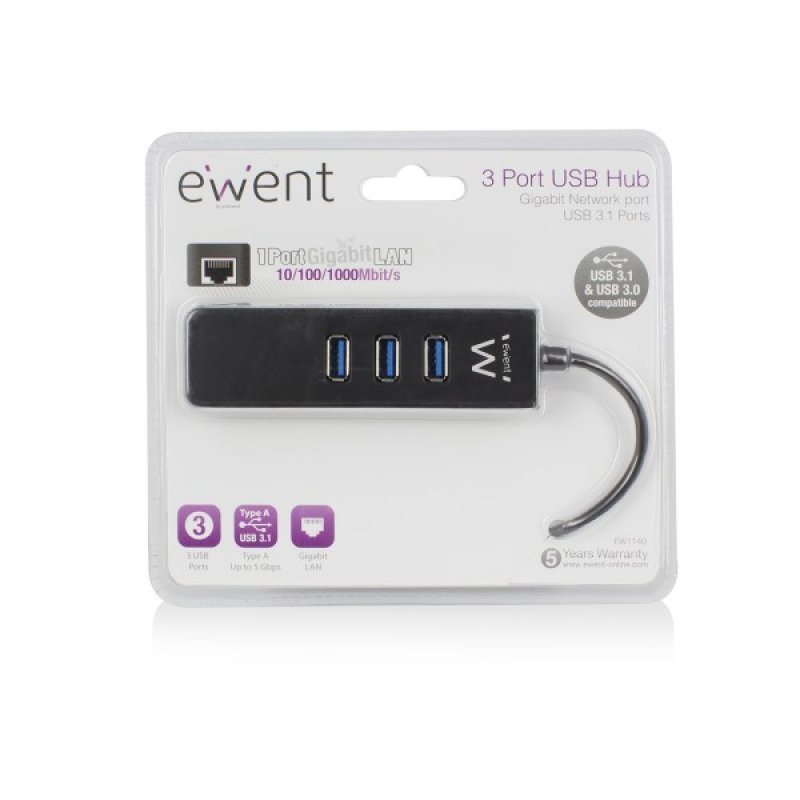 ewent
3 Port USB Hub
Gigabit Network port
USB 3.1 Ports
1 Port Gigabit LAN
10/100/1000Mbit/s
USB 3.1
& USB 3.0
compatible
ewent
3
3 USB
Ports
Type A
USB 3.1
Type A
Up to 5 Gbps
Gigabit
LAN
EW1140
5 Years Warranty
www.ewent-online.com